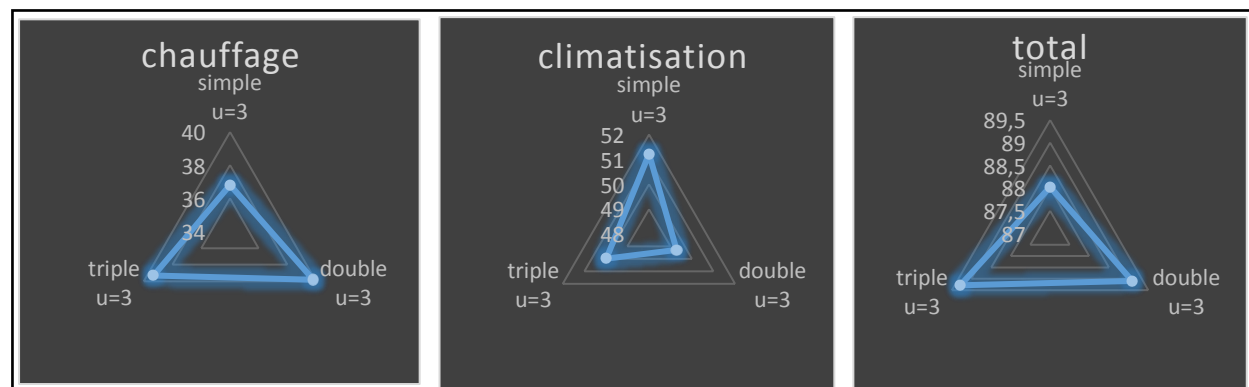 chauffage
simple
u=3
40
38
36
34
triple
u=3
double
u=3
climatisation
simple
u=3
52
51
50
49
48
triple
u=3
double
u=3
total
simple
u=3
89,5
89
88,5
88
87,5
87
triple
u=3
double
u=3